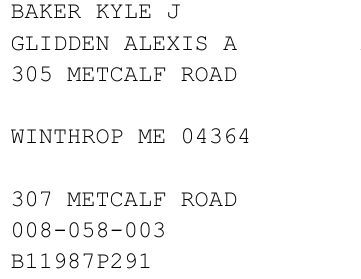 BAKER KYLE J
GLIDDEN ALEXIS A
305 METCALF ROAD
WINTHROP ME 04364
307 METCALF ROAD
008-058-003
B11987P291